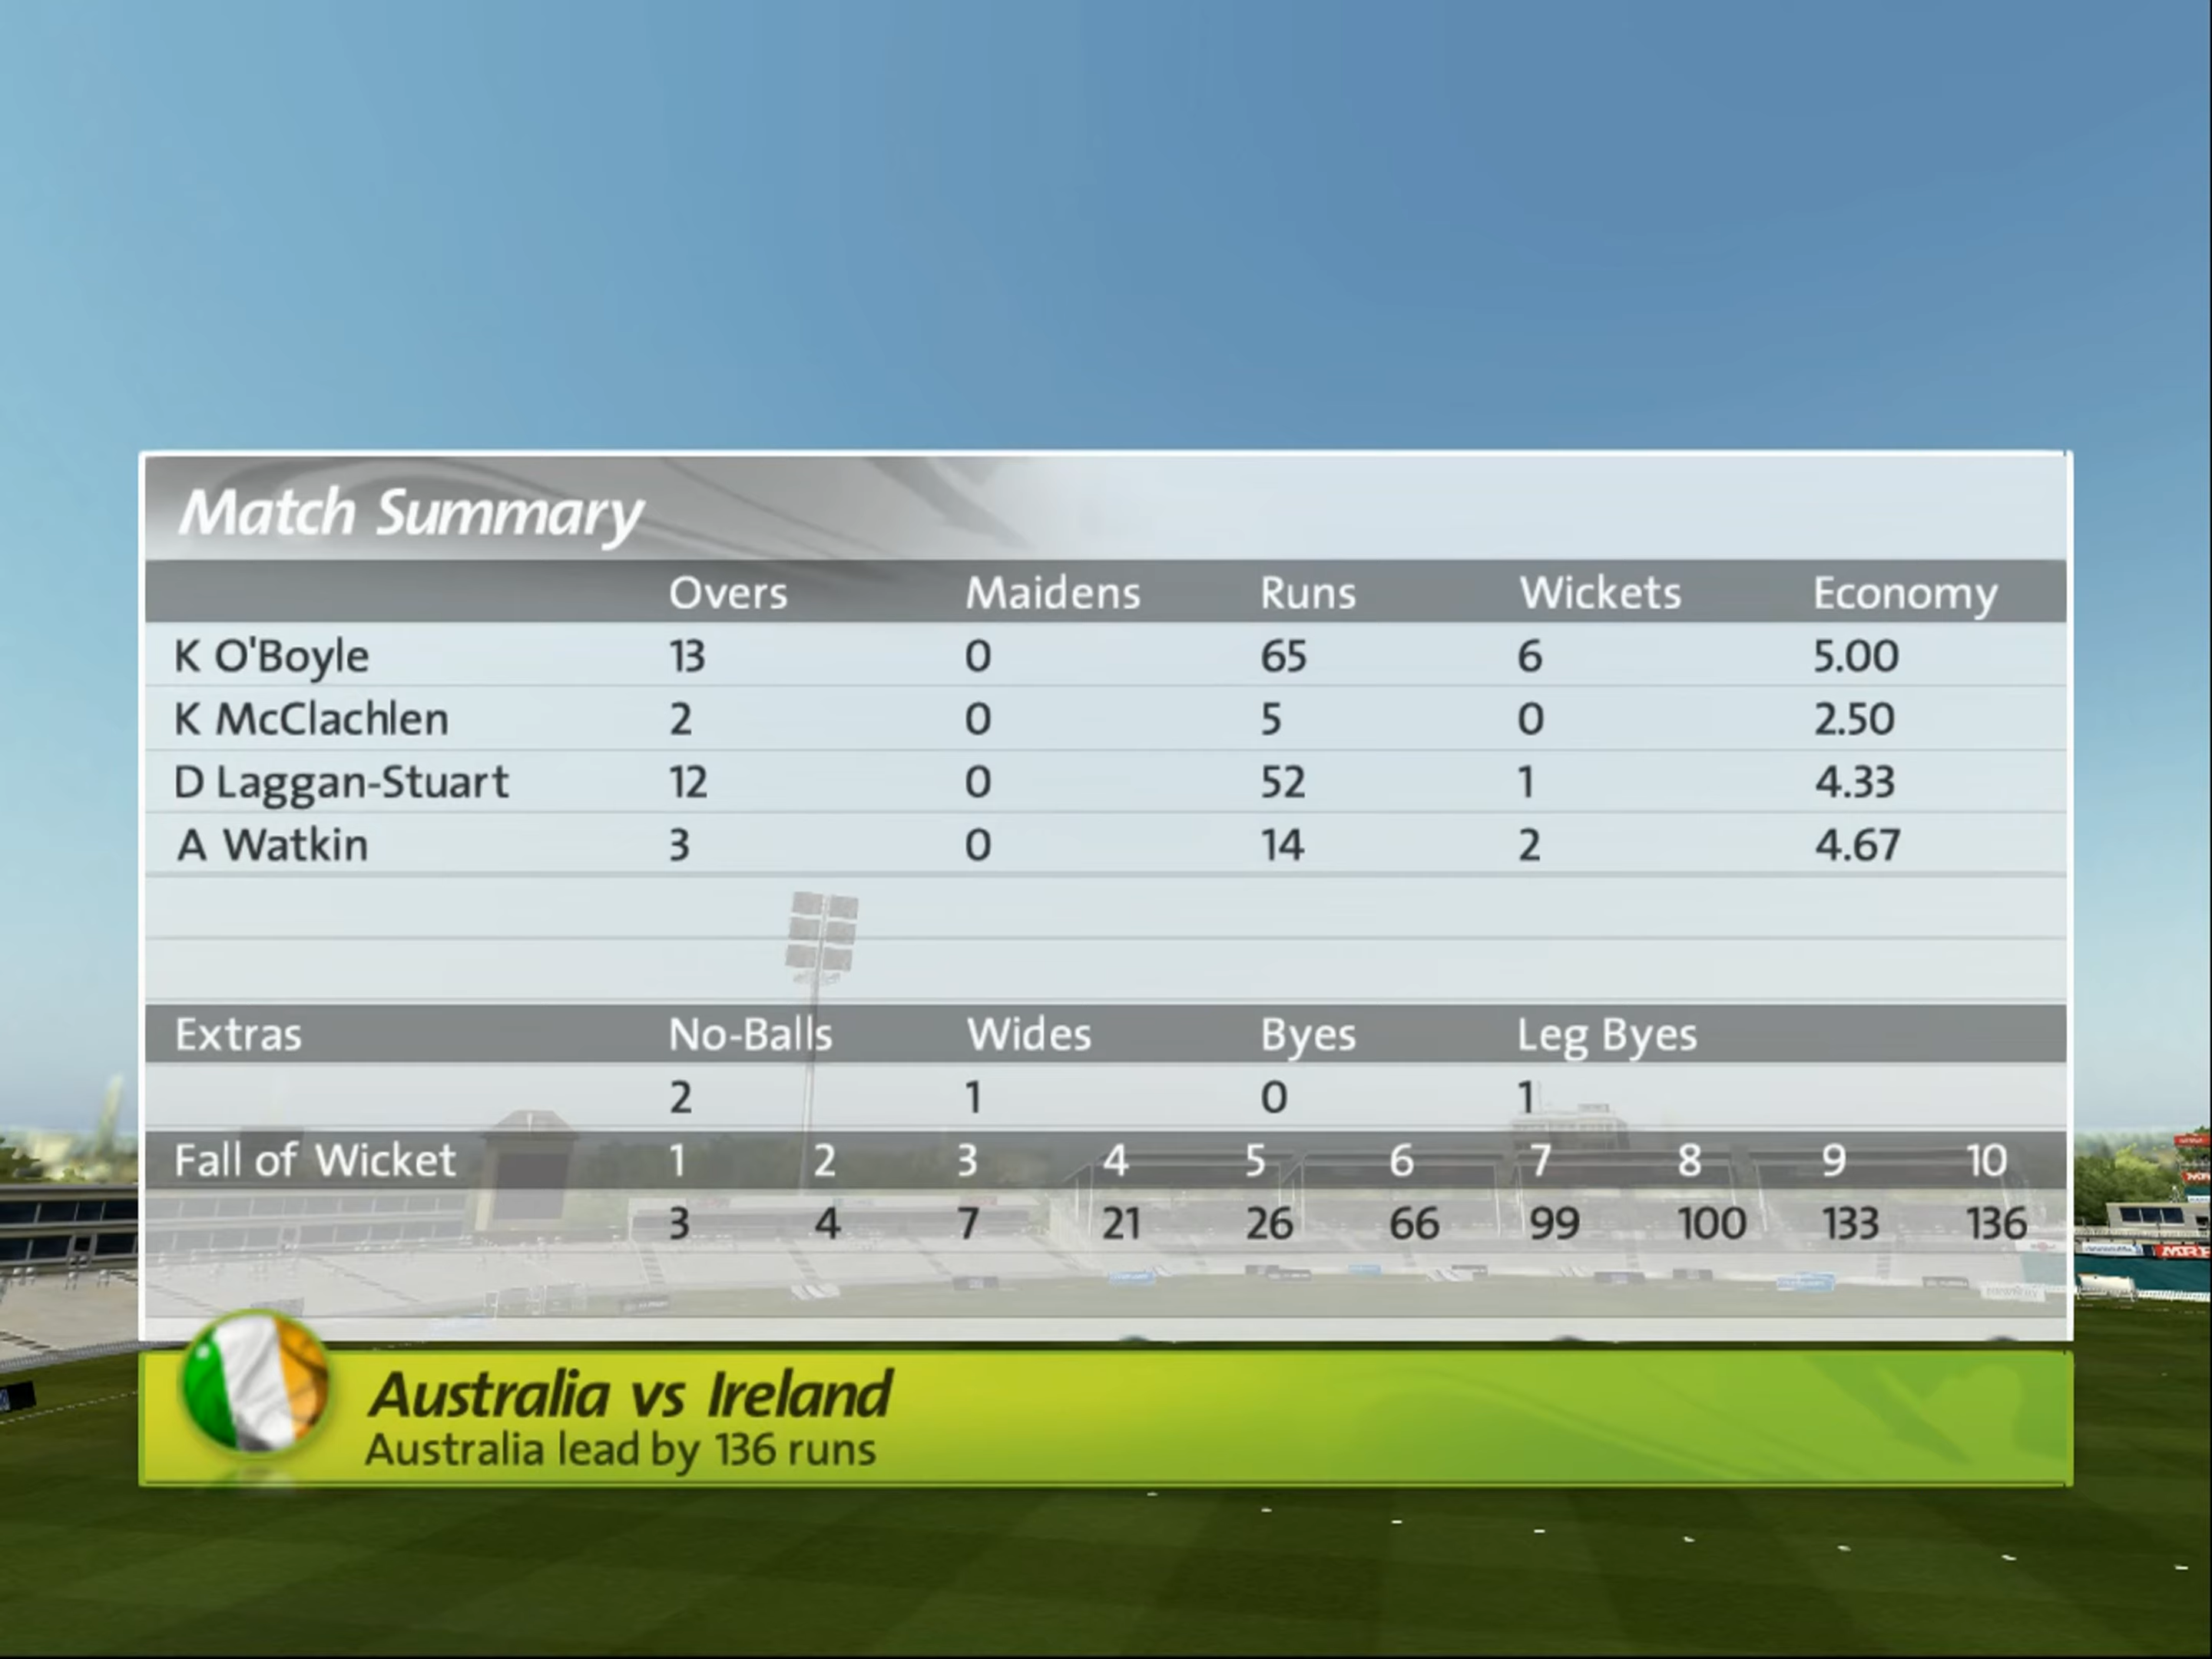 Match Summary
Overs Maidens Runs Wickets Economy
K O'Boyle 13 0 65 6 5.00
K McClachlen 2 0 5 0 2.50
D Laggan-Stuart 12 0 52 1 4.33
A Watkin 3 0 14 2 4.67
Extras No-Balls Wides Byes Leg Byes
2 1 0 1
Fall of Wicket 1 2 3 4 5 6 7 8 9 10
3 4 7 21 26 66 99 100 133 136
MRF
Australia vs Ireland
Australia lead by 136 runs